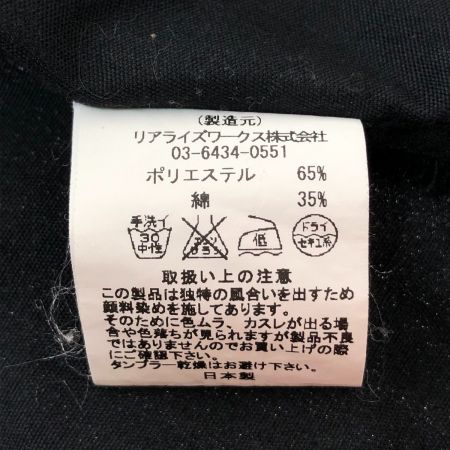 (製造元)
リアライズワークス株式会社
03-6434-0551
ポリエステル 65%
綿 35%
手洗イ 30 中性 エンソサラシ 低 ドライ セキユ系
取扱い上の注意
この製品は独特の風合いを出すため
顔料染めを施してあります。
そのために色ムラ、カスレが出る場
合や色落ちが見られますが製品不良
ではありませんのでお買い上げの際
にご確認下さい。
タンブラー乾燥はお避け下さい。
日本製